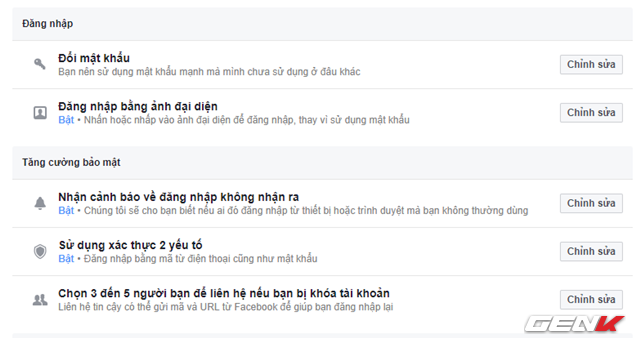 Đăng nhập
Đổi mật khẩu
Chỉnh sửa
Bạn nên sử dụng mật khẩu mạnh mà mình chưa sử dụng ở đâu khác
Đăng nhập bằng ảnh đại diện
Chỉnh sửa
Bật • Nhấn hoặc nhấp vào ảnh đại diện để đăng nhập, thay vì sử dụng mật khẩu
Tăng cường bảo mật
Nhận cảnh báo về đăng nhập không nhận ra
Chỉnh sửa
Bật • Chúng tôi sẽ cho bạn biết nếu ai đó đăng nhập từ thiết bị hoặc trình duyệt mà bạn không thường dùng
Sử dụng xác thực 2 yếu tố
Chỉnh sửa
Bật • Đăng nhập bằng mã từ điện thoại cũng như mật khẩu
Chọn 3 đến 5 người bạn để liên hệ nếu bạn bị khóa tài khoản
Chỉnh sửa
Liên hệ tin cậy có thể gửi mã và URL từ Facebook để giúp bạn đăng nhập lại
GENK